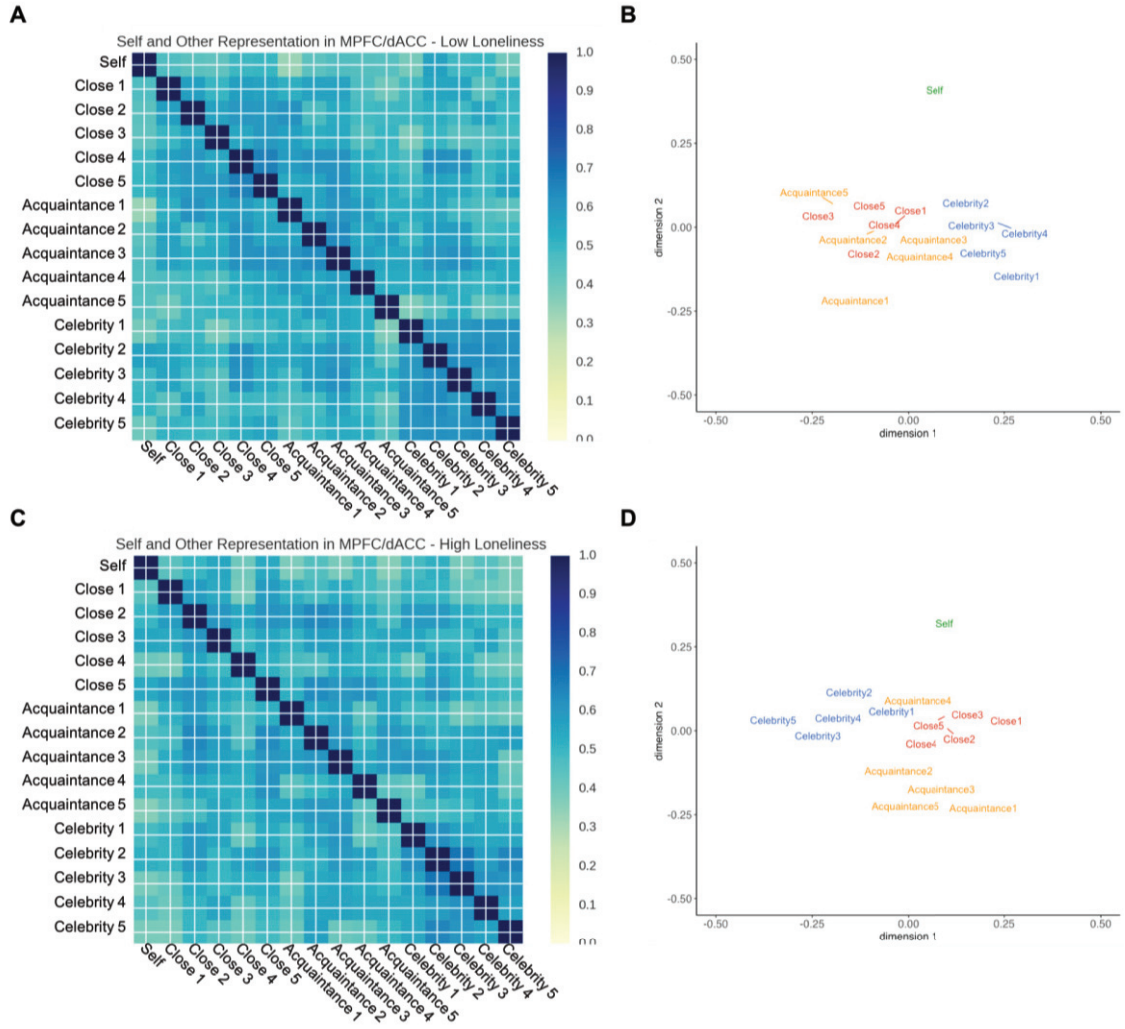 A
Self and Other Representation in MPFC/dACC - Low Loneliness
Self
Close 1
Close 2
Close 3
Close 4
Close 5
Acquaintance 1
Acquaintance 2
Acquaintance 3
Acquaintance 4
Acquaintance 5
Celebrity 1
Celebrity 2
Celebrity 3
Celebrity 4
Celebrity 5
Self
Close 1
Close 2
Close 3
Close 4
Close 5
Acquaintance 1
Acquaintance 2
Acquaintance 3
Acquaintance 4
Acquaintance 5
Celebrity 1
Celebrity 2
Celebrity 3
Celebrity 4
Celebrity 5
1.0
0.9
0.8
0.7
0.6
0.5
0.4
0.3
0.2
0.1
0.0
B
0.50
0.25
0.00
-0.25
-0.50
dimension 2
Self
Acquaintance5
Close3
Close5
Close1
Close4
Acquaintance2
Acquaintance3
Close2
Acquaintance4
Acquaintance1
Celebrity2
Celebrity3
Celebrity4
Celebrity5
Celebrity1
-0.50
-0.25
0.00
0.25
0.50
dimension 1
C
Self and Other Representation in MPFC/dACC - High Loneliness
Self
Close 1
Close 2
Close 3
Close 4
Close 5
Acquaintance 1
Acquaintance 2
Acquaintance 3
Acquaintance 4
Acquaintance 5
Celebrity 1
Celebrity 2
Celebrity 3
Celebrity 4
Celebrity 5
Self
Close 1
Close 2
Close 3
Close 4
Close 5
Acquaintance 1
Acquaintance 2
Acquaintance 3
Acquaintance 4
Acquaintance 5
Celebrity 1
Celebrity 2
Celebrity 3
Celebrity 4
Celebrity 5
1.0
0.9
0.8
0.7
0.6
0.5
0.4
0.3
0.2
0.1
0.0
D
0.50
0.25
0.00
-0.25
-0.50
dimension 2
Self
Celebrity2
Acquaintance4
Celebrity5
Celebrity4
Celebrity1
Celebrity3
Close3
Close1
Close5
Close2
Close4
Acquaintance2
Acquaintance3
Acquaintance5
Acquaintance1
-0.50
-0.25
0.00
0.25
0.50
dimension 1